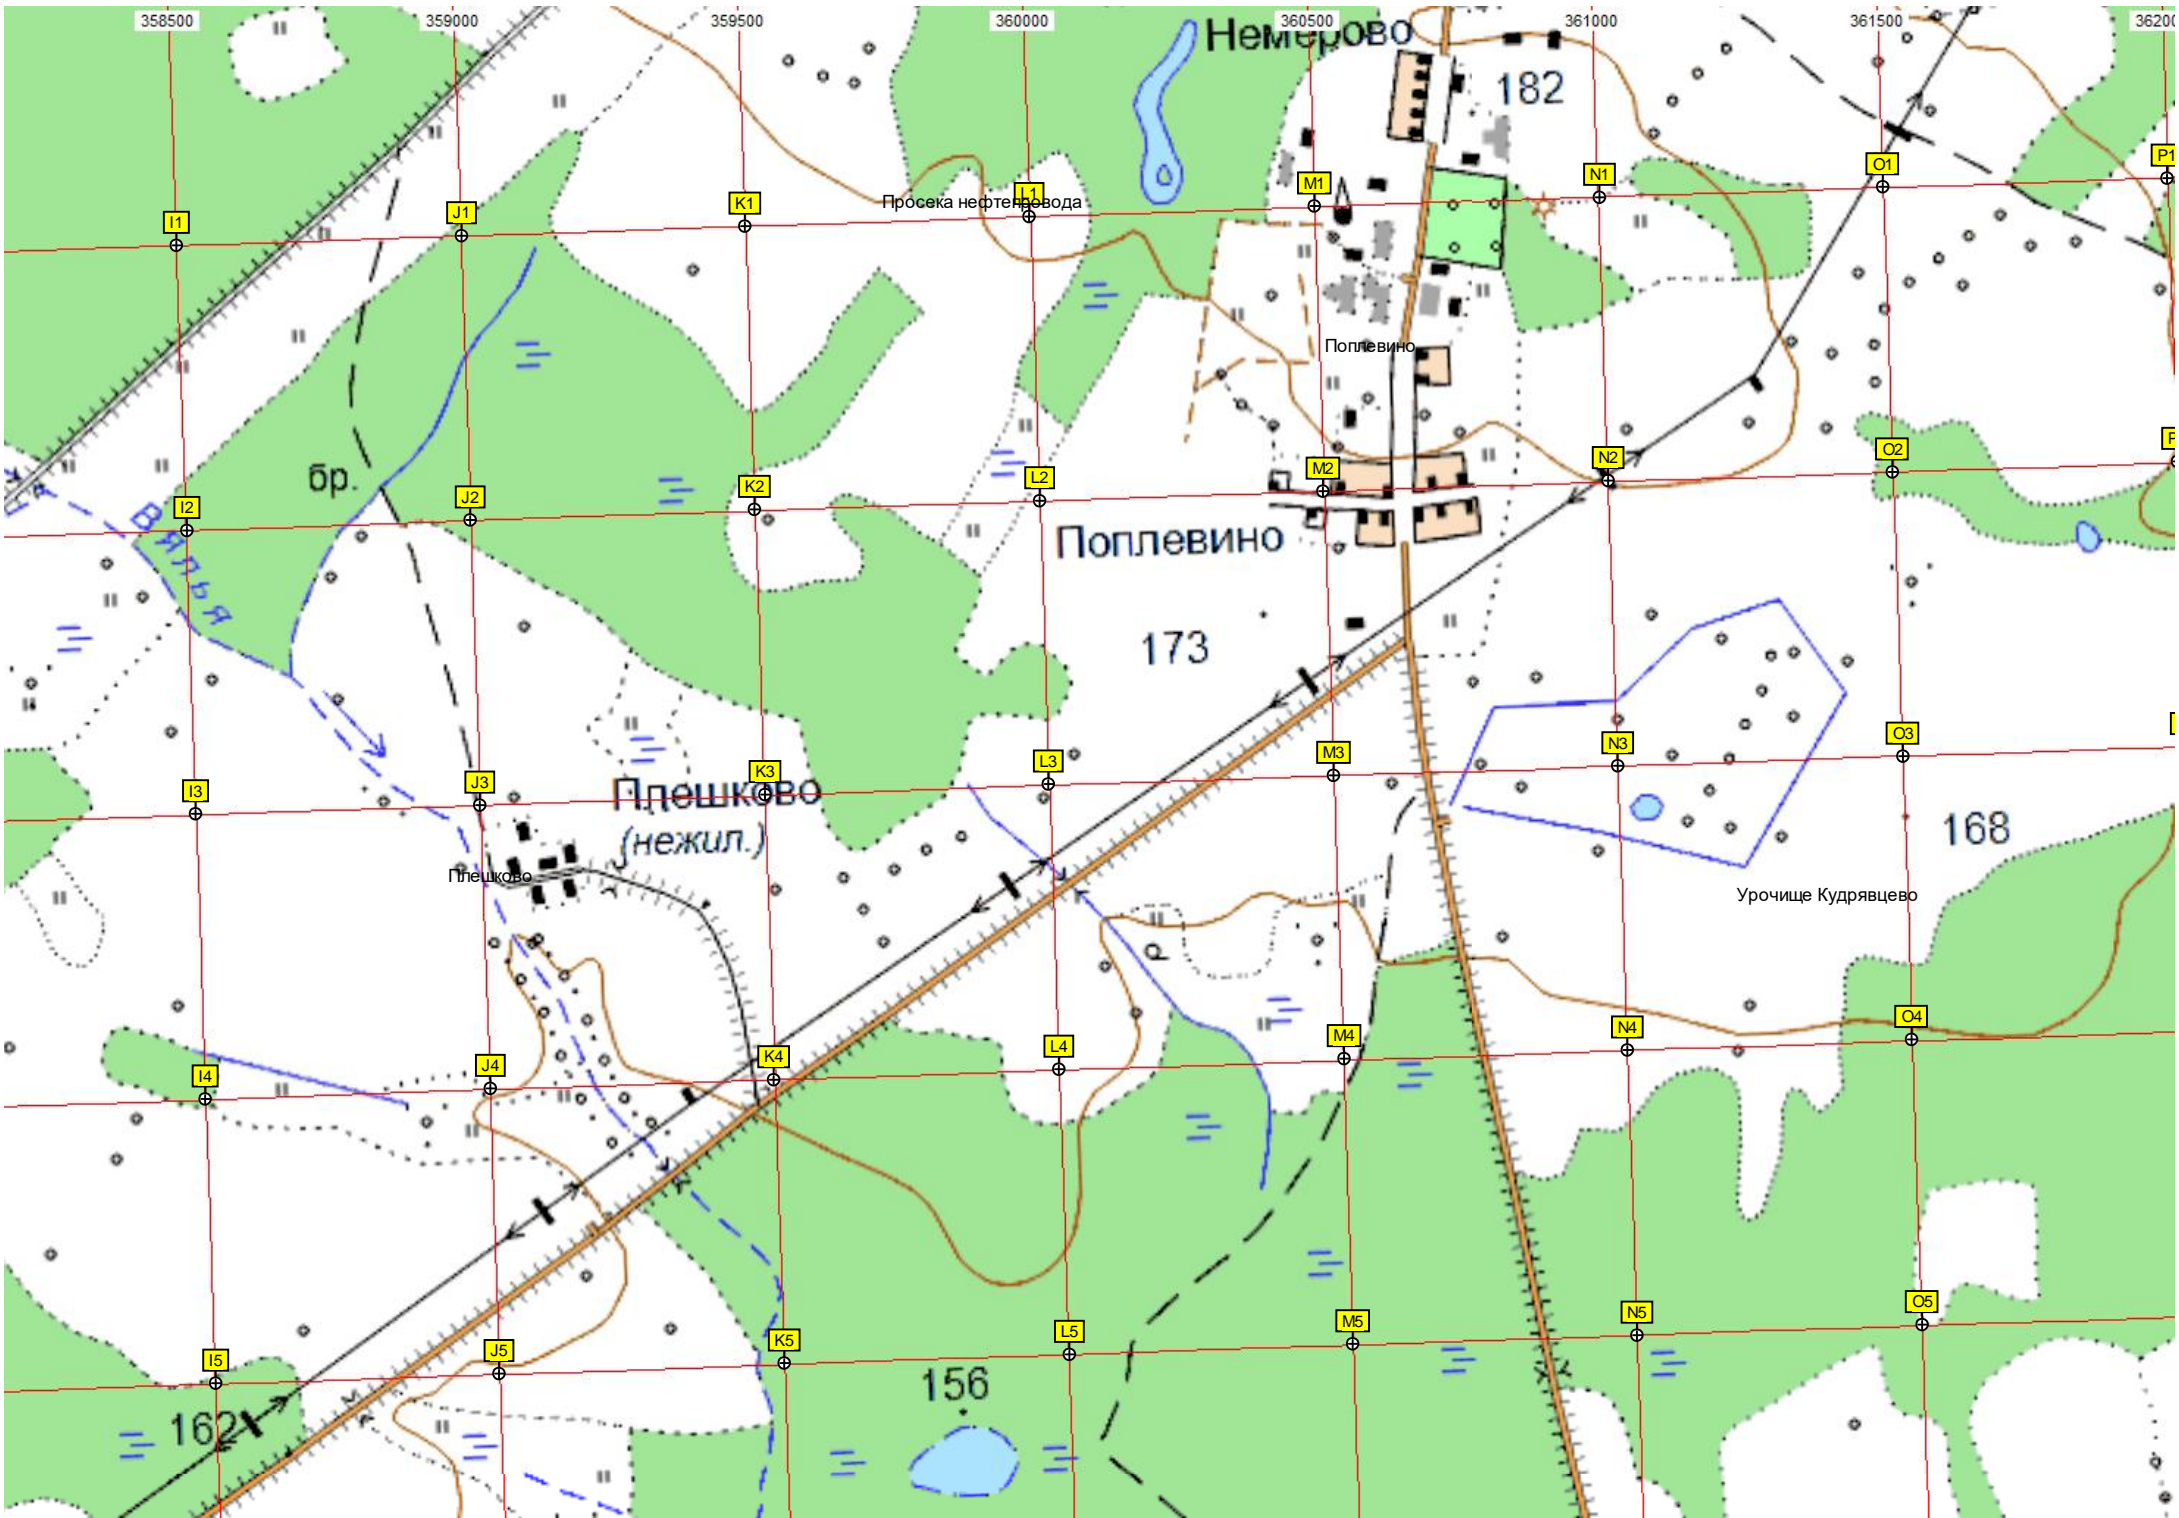 358500 359000 359500 360000 360500 361000 361500
Немерово
182
P1
O1
N1
M1
L1
Просека нефтепровода
K1
J1
I1
Поплевино
O2
N2
M2
L2
K2
J2
I2
бр.
Вялья
Поплевино
173
O3
N3
M3
L3
K3
J3
I3
Плешково
(нежил.)
168
Плешково
Урочище Кудрявцево
р
O4
N4
M4
L4
K4
J4
I4
O5
N5
M5
L5
K5
J5
I5
156
162